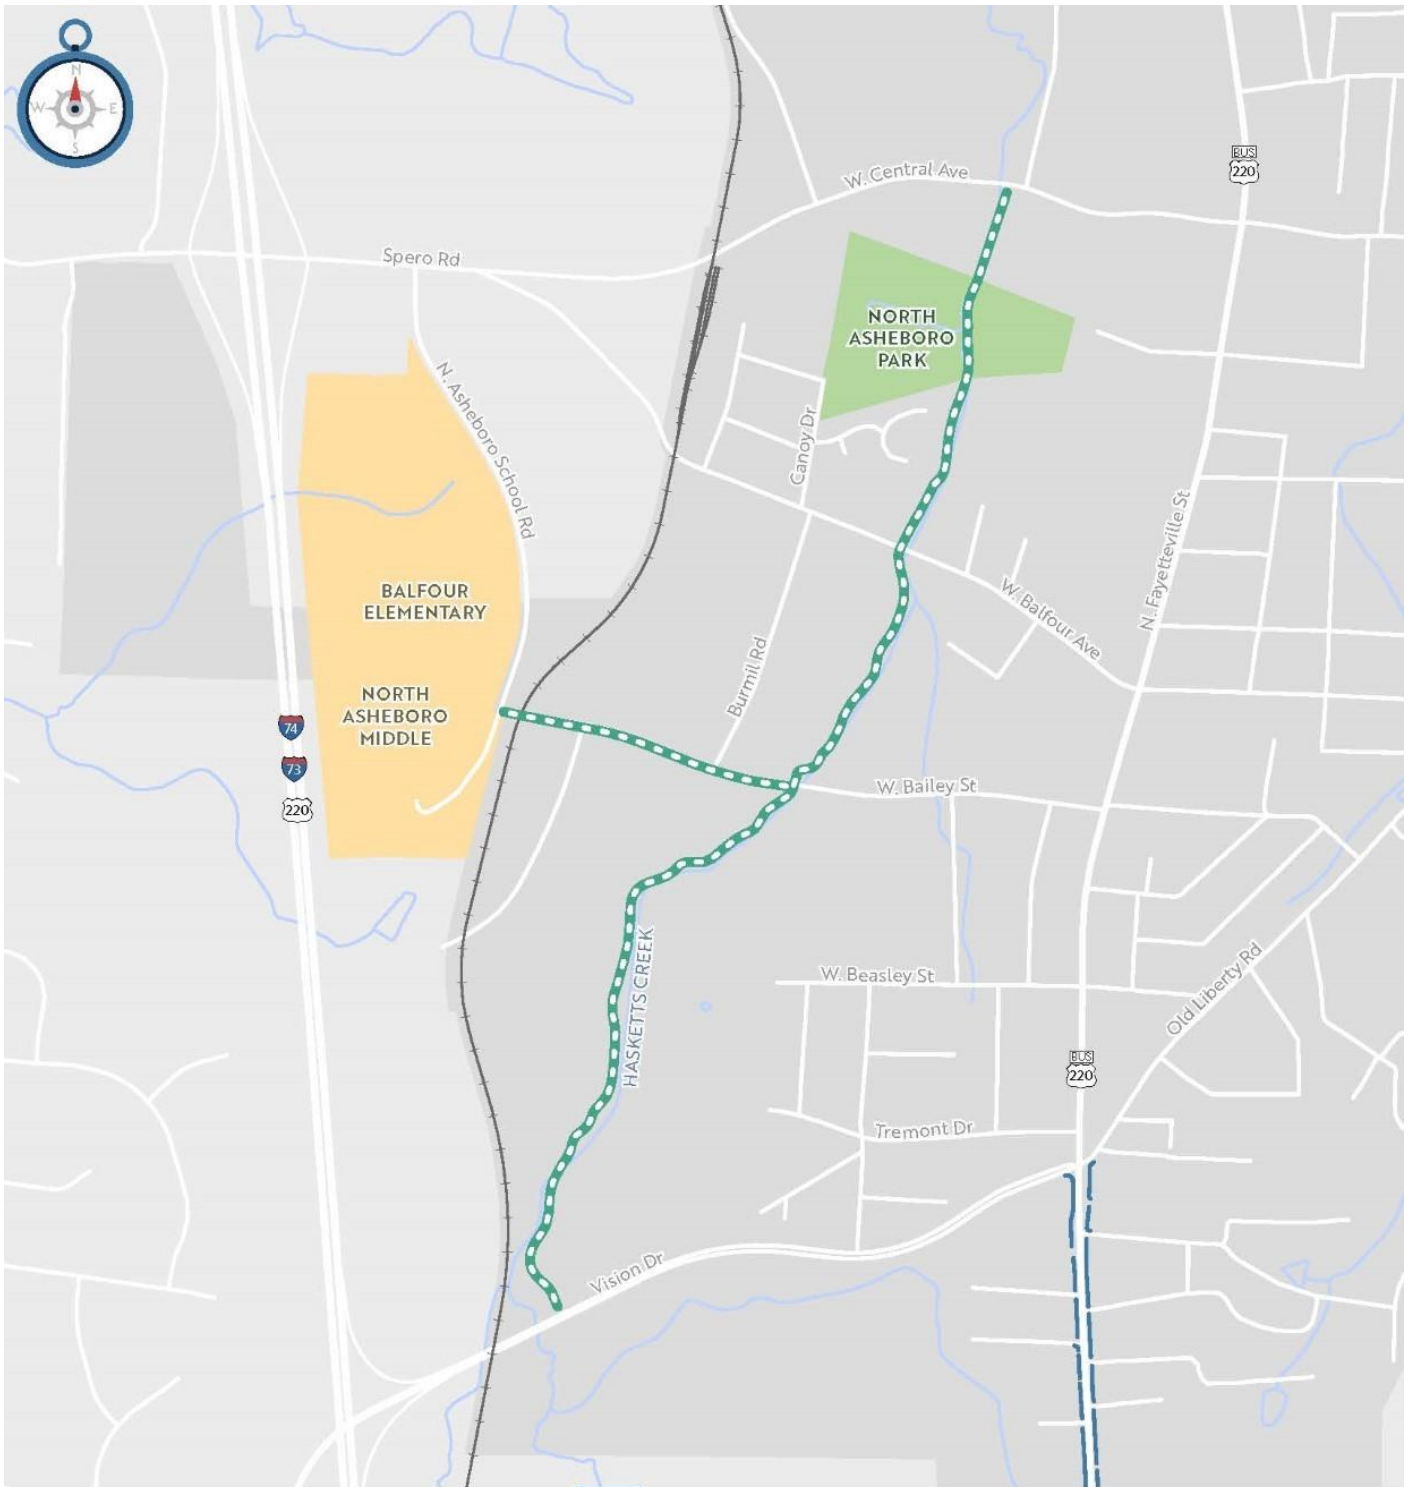 N
W
E
S
W. Central Ave
BUS
220
Spero Rd
NORTH
ASHEBORO
PARK
N. Asheboro School Rd
Canoy Dr
N. Fayetteville St
BALFOUR
ELEMENTARY
W. Balfour Ave
Burmil Rd
NORTH
ASHEBORO
MIDDLE
74
73
220
W. Bailey St
HASKETTS CREEK
W. Beasley St
Old Liberty Rd
BUS
220
Tremont Dr
Vision Dr